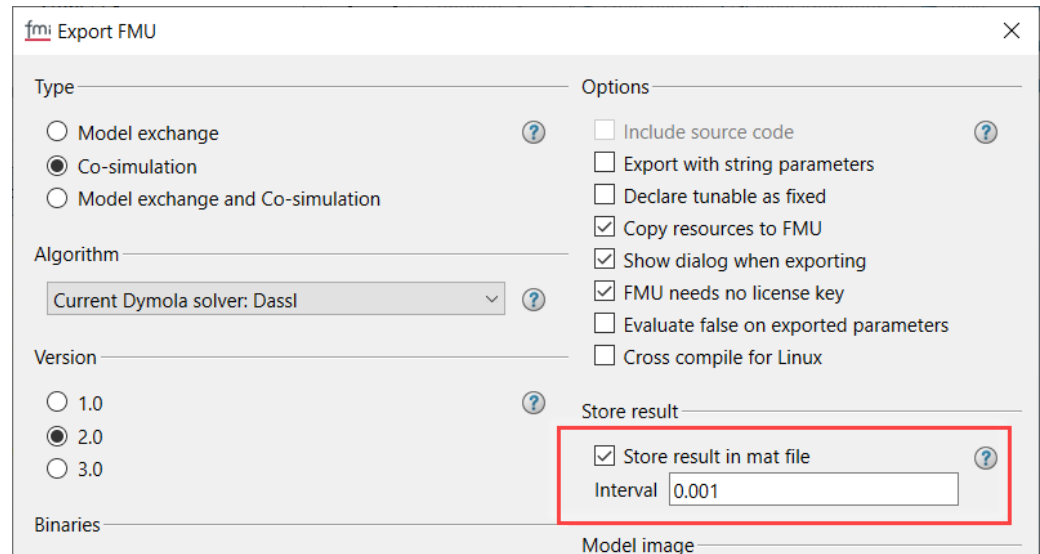 fmi Export FMU
Type
Model exchange
Co-simulation
Model exchange and Co-simulation
Algorithm
Current Dymola solver: Dassl
Version
1.0
2.0
3.0
Binaries
Options
Include source code
Export with string parameters
Declare tunable as fixed
Copy resources to FMU
Show dialog when exporting
FMU needs no license key
Evaluate false on exported parameters
Cross compile for Linux
Store result
Store result in mat file
Interval 0.001
Model image